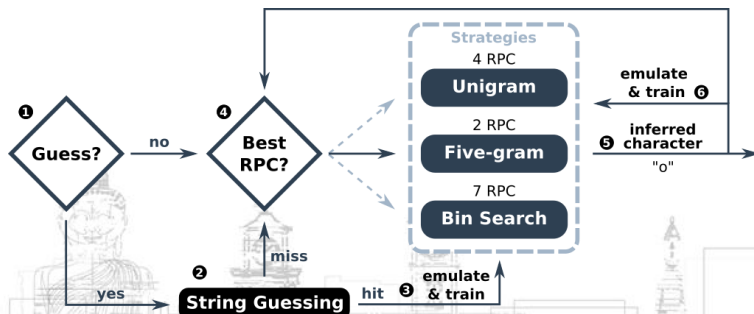 Strategies
4 RPC
Unigram
2 RPC
Five-gram
7 RPC
Bin Search
❶
Guess?
no
yes
❷
String Guessing
miss
hit
❸ emulate
& train
❹
Best
RPC?
emulate
& train ❻
inferred
❺ character
"o"